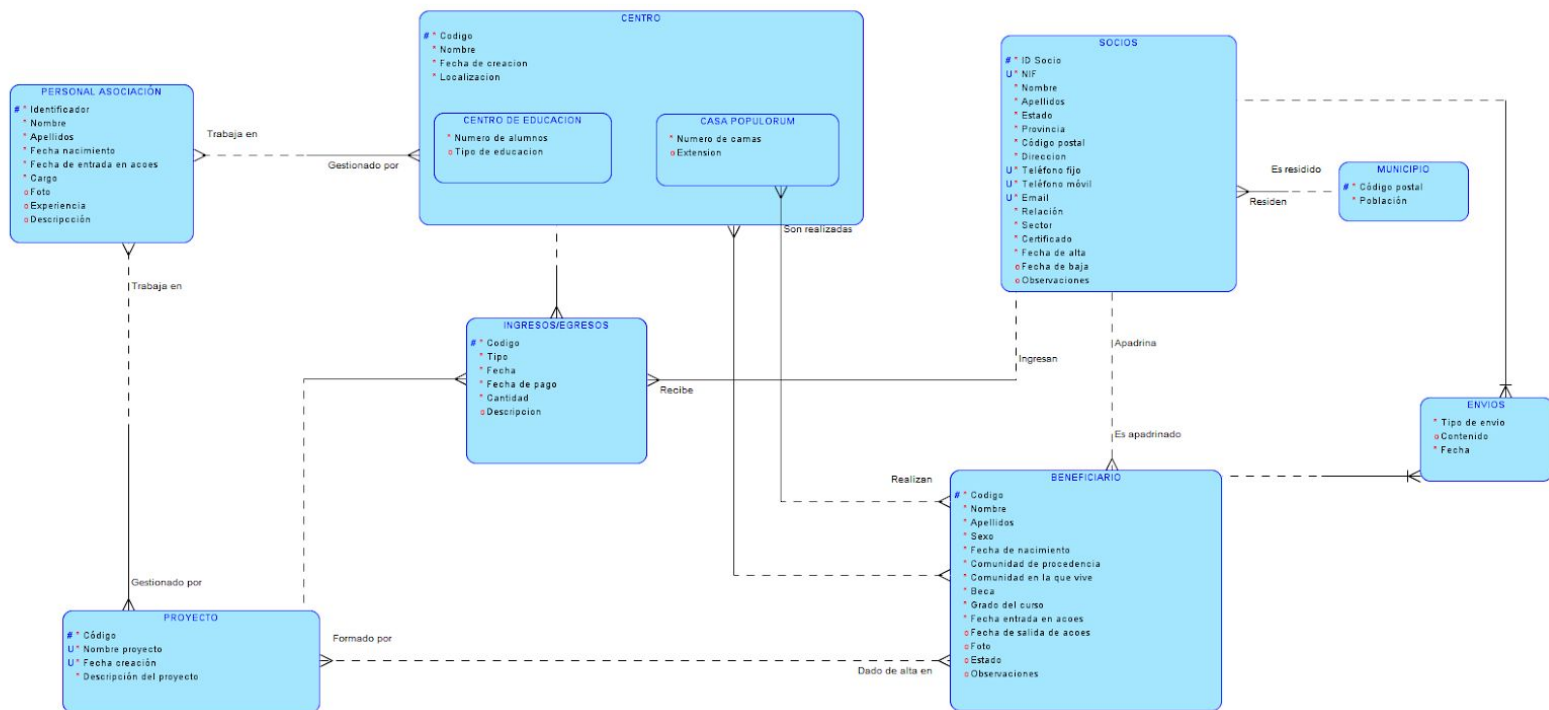 CENTRO
# * Codigo
* Nombre
* Fecha de creacion
* Localizacion
CENTRO DE EDUCACION
* Numero de alumnos
o Tipo de educacion
CASA POPULORUM
* Numero de camas
o Extension
PERSONAL ASOCIACIÓN
# * Identificador
* Nombre
* Apellidos
* Fecha nacimiento
* Fecha de entrada en acoes
* Cargo
o Foto
o Experiencia
o Descripcción
Trabaja en
Gestionado por
SOCIOS
# * ID Socio
U * NIF
* Nombre
* Apellidos
* Estado
* Provincia
* Código postal
* Direccion
U * Teléfono fijo
U * Teléfono móvil
U * Email
* Relación
* Sector
* Certificado
* Fecha de alta
o Fecha de baja
o Observaciones
Es residido
Residen
MUNICIPIO
# * Código postal
* Población
Son realizadas
Trabaja en
INGRESOS/EGRESOS
# * Codigo
* Tipo
* Fecha
* Fecha de pago
* Cantidad
o Descripcion
Recibe
Ingresan
Apadrina
Es apadrinado
ENVIOS
* Tipo de envio
o Contenido
* Fecha
Realizan
BENEFICIARIO
# * Codigo
* Nombre
* Apellidos
* Sexo
* Fecha de nacimiento
* Comunidad de procedencia
* Comunidad en la que vive
* Beca
* Grado del curso
* Fecha entrada en acoes
o Fecha de salida de acoes
o Foto
o Estado
o Observaciones
Gestionado por
PROYECTO
# * Código
U * Nombre proyecto
U * Fecha creación
* Descripción del proyecto
Formado por
Dado de alta en